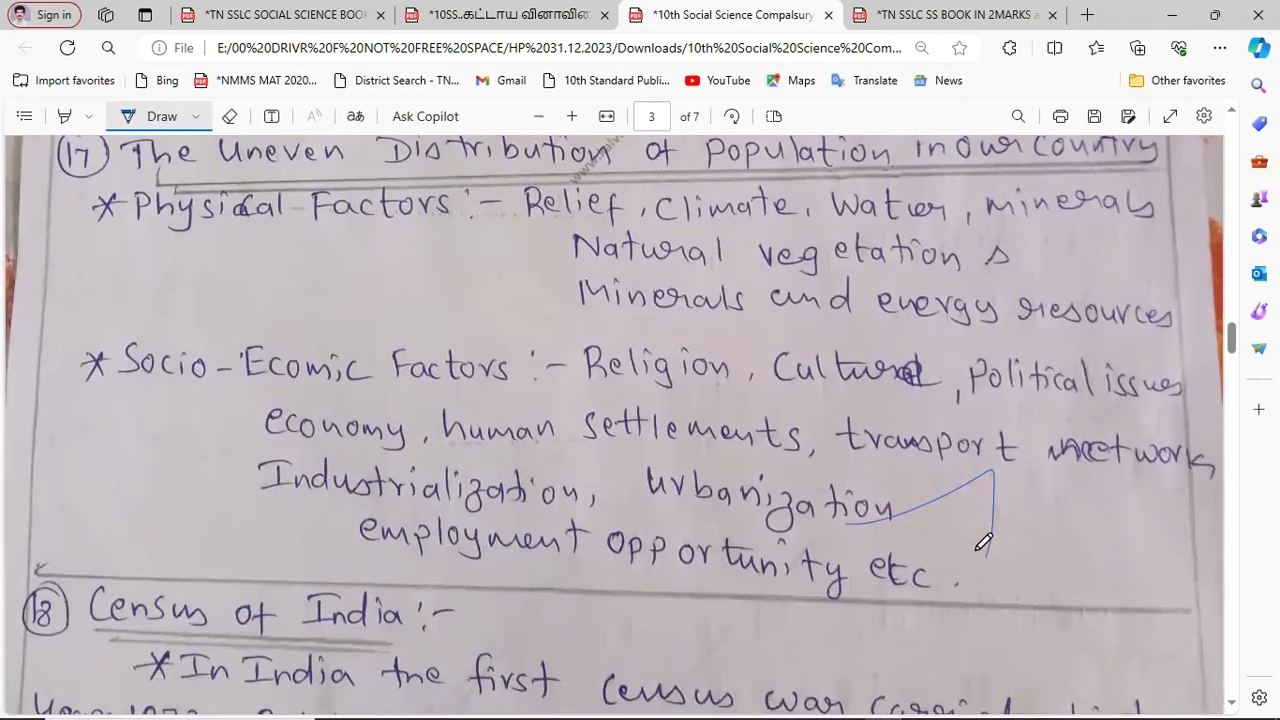 Sign in
*TN SSLC SOCIAL SCIENCE BOOK
*10SS..கட்டாய வினாவின
*10th Social Science Compalsury
*TN SSLC SS BOOK IN 2MARKS a
File E:/00%20DRIVR%20F%20NOT%20FREE%20SPACE/HP%2031.12.2023/Downloads/10th%20Social%20Science%20Com...
Import favorites Bing *NMMS MAT 2020... District Search - TN... Gmail 10th Standard Publi... YouTube Maps Translate News Other favorites
Draw Ask Copilot 3 of 7
17 The Uneven Distribution of Population in our country
* Physical Factors :- Relief, Climate, Water, minerals
Natural vegetation s
Minerals and energy resources
* Socio-Ecomic Factors :- Religion, Culture, Political issues
economy, human settlements, transport network,
Industrialization, urbanization
employment opportunity etc.
18 Census of India :-
* In India the first census war